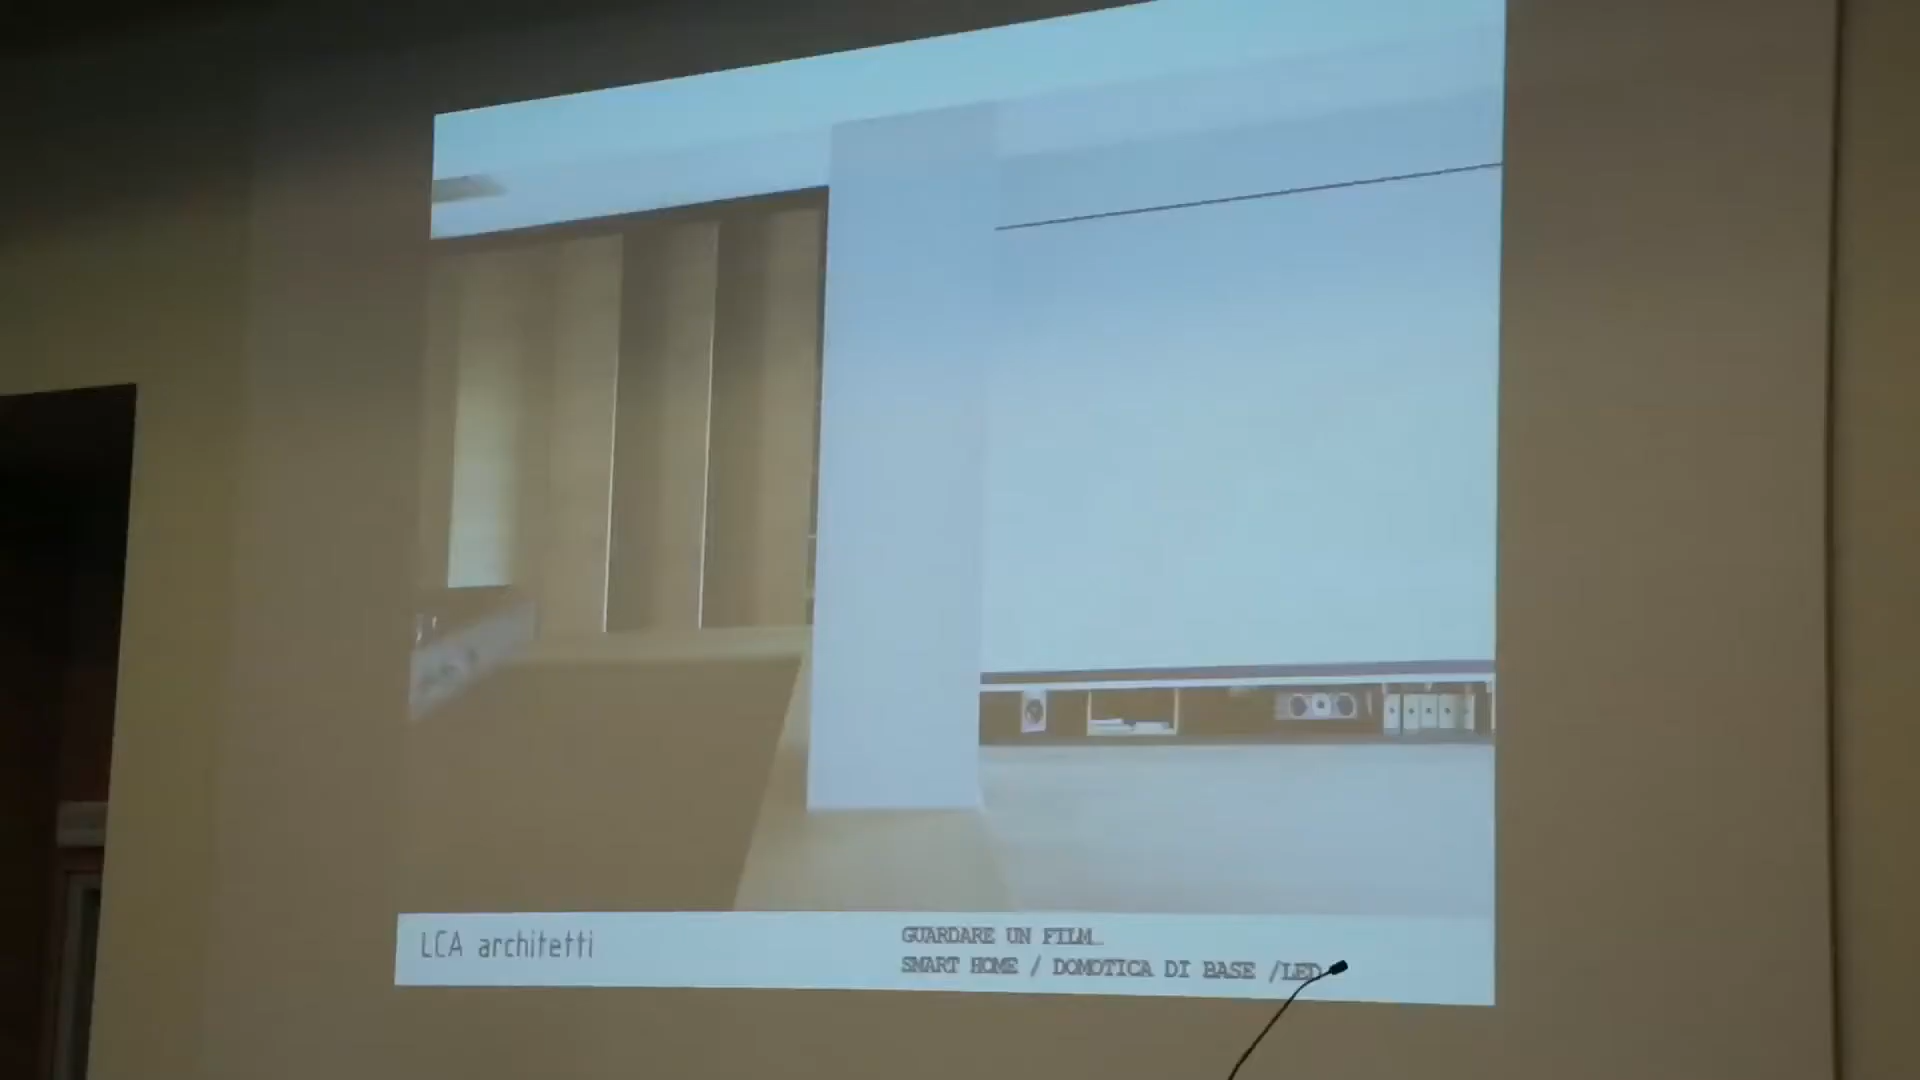 LCA architetti
GUARDARE UN FILM…
SMART HOME / DOMOTICA DI BASE /LED